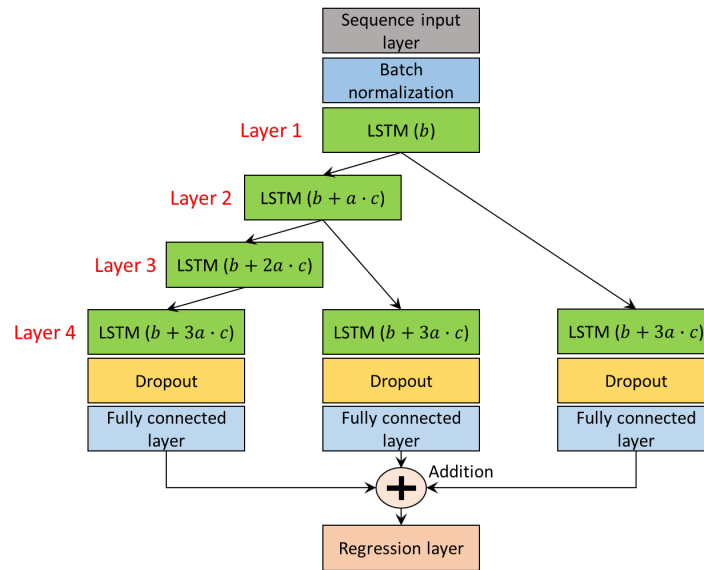 Sequence input
layer
Batch
normalization
Layer 1
LSTM (b)
Layer 2
LSTM (b + a · c)
Layer 3
LSTM (b + 2a · c)
Layer 4
LSTM (b + 3a · c)
LSTM (b + 3a · c)
LSTM (b + 3a · c)
Dropout
Dropout
Dropout
Fully connected
layer
Fully connected
layer
Fully connected
layer
Addition
+
Regression layer